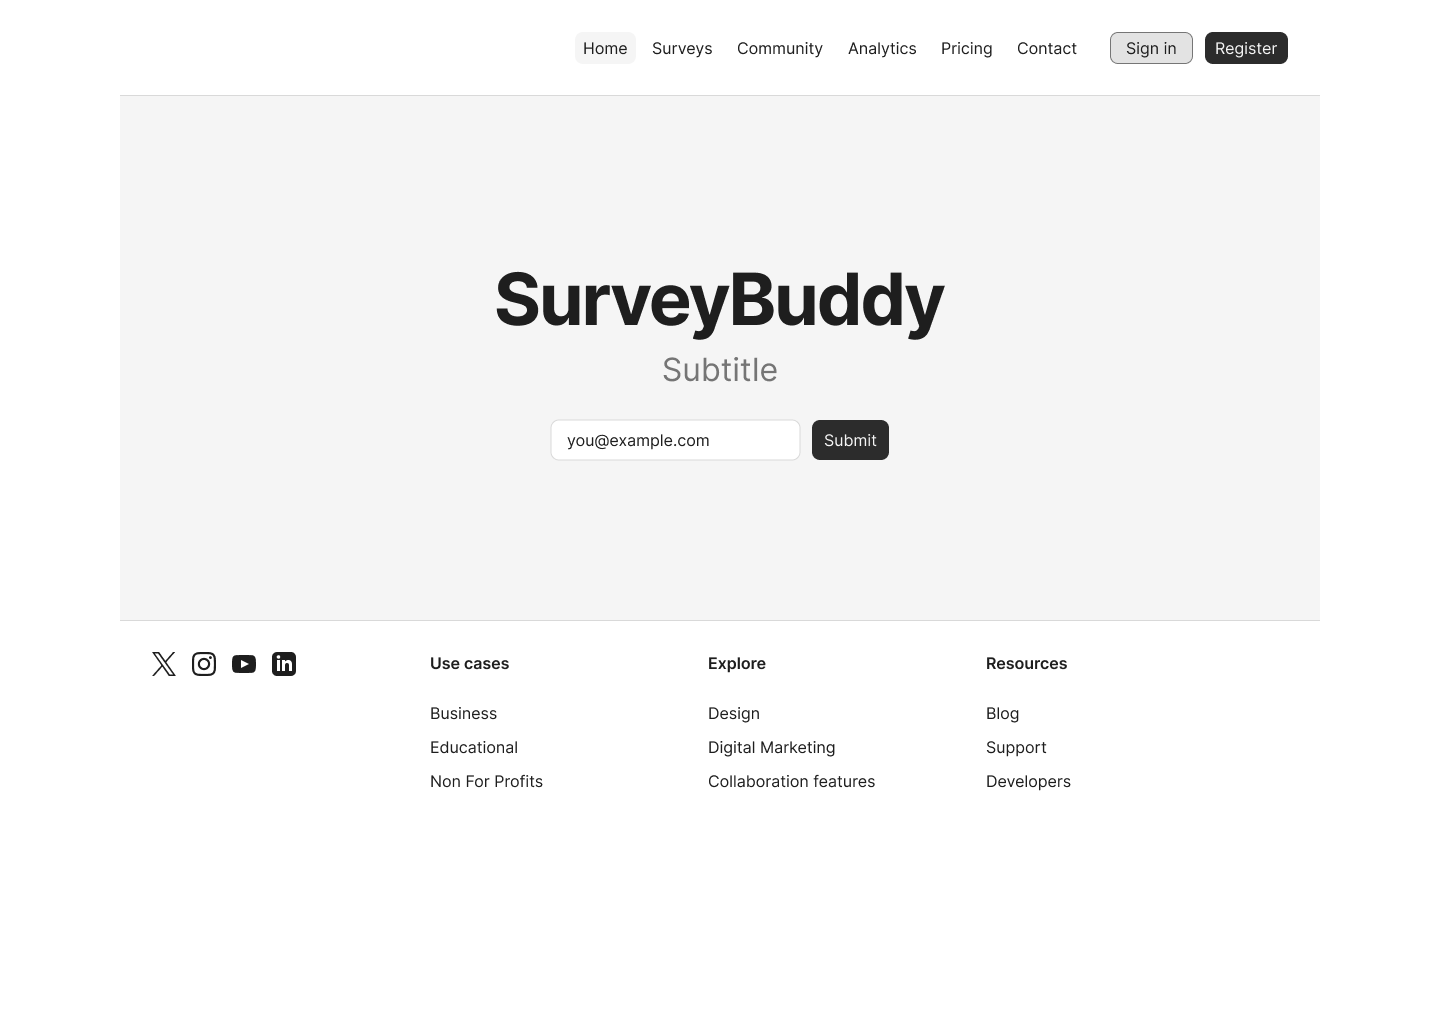 Home Surveys Community Analytics Pricing Contact Sign in Register
SurveyBuddy
Subtitle
you@example.com Submit
Use cases
Business
Educational
Non For Profits
Explore
Design
Digital Marketing
Collaboration features
Resources
Blog
Support
Developers